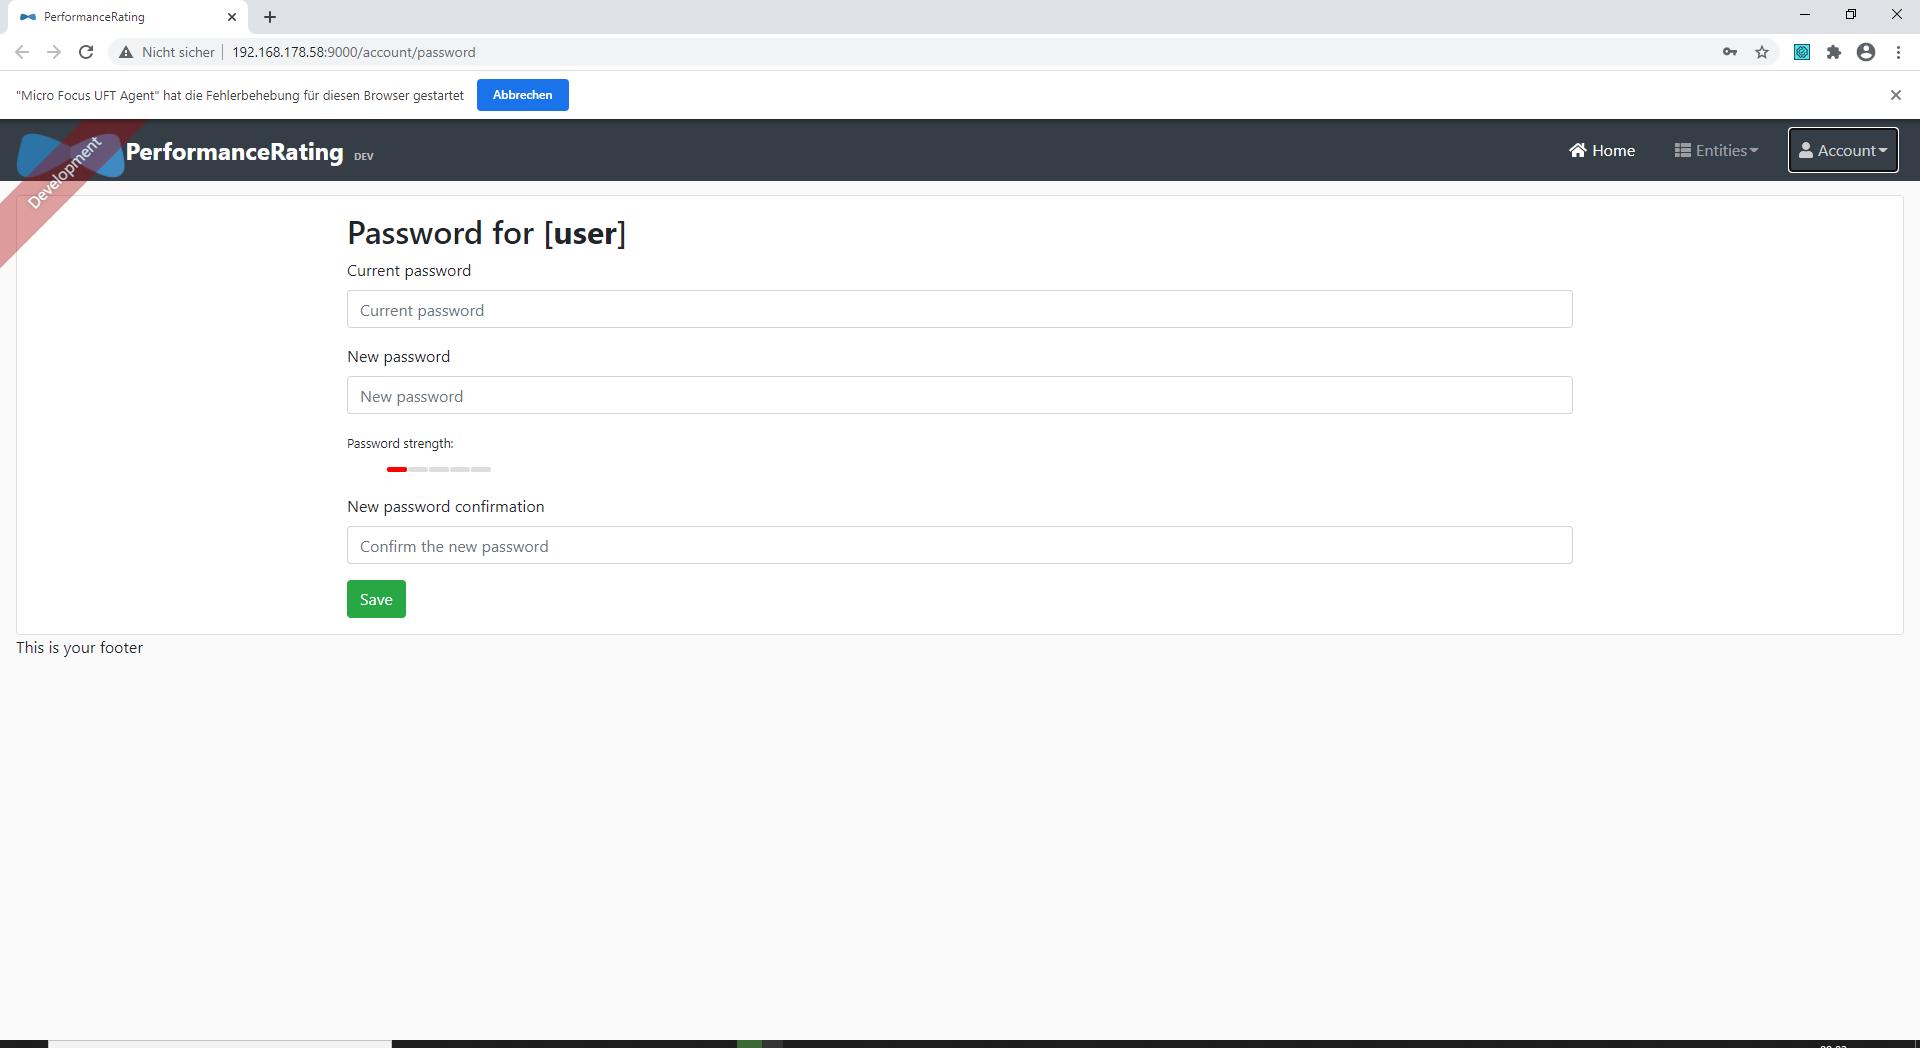 PerformanceRating
Nicht sicher 192.168.178.58:9000/account/password
"Micro Focus UFT Agent" hat die Fehlerbehebung für diesen Browser gestartet Abbrechen
Development
PerformanceRating DEV Home Entities Account
Password for [user]
Current password
Current password
New password
New password
Password strength:
New password confirmation
Confirm the new password
Save
This is your footer